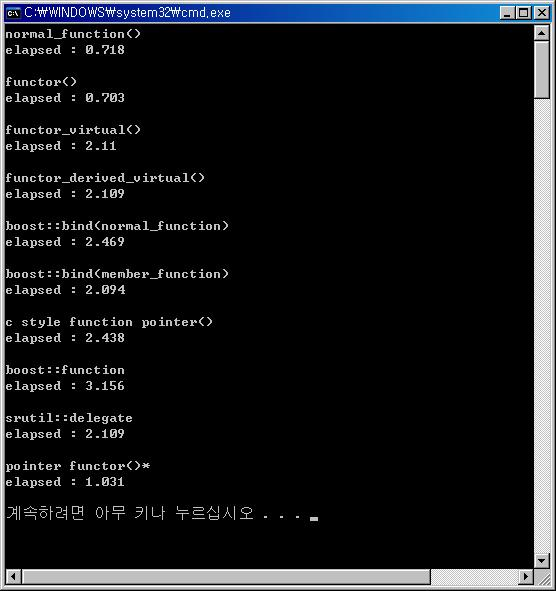 C:₩WINDOWS₩system32₩cmd.exe
normal_function()
elapsed : 0.718
functor()
elapsed : 0.703
functor_virtual()
elapsed : 2.11
functor_derived_virtual()
elapsed : 2.109
boost::bind(normal_function)
elapsed : 2.469
boost::bind(member_function)
elapsed : 2.094
c style function pointer()
elapsed : 2.438
boost::function
elapsed : 3.156
srutil::delegate
elapsed : 2.109
pointer functor()*
elapsed : 1.031
계속하려면 아무 키나 누르십시오 . . .